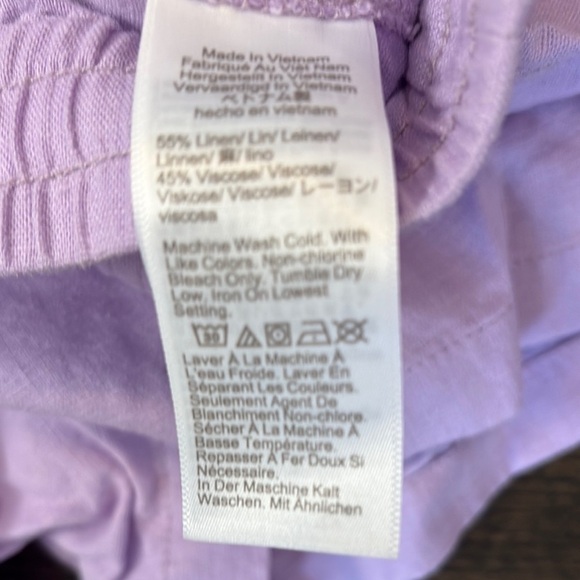 Made in Vietnam
Fabriqué Au Viêt Nam
Hergestellt In Vietnam
Vervaardigd In Vietnam
ベトナム製
hecho en vietnam
55% Linen/ Lin/ Leinen/
Linnen/ 麻/ lino
45% Viscose/ Viscose/
Viskose/ Viscose/ レーヨン/
viscosa
Machine Wash Cold. With
Like Colors. Non-chlorine
Bleach Only. Tumble Dry
Low, Iron On Lowest
Setting.
30
Laver À La Machine À
L'eau Froide. Laver En
Séparant Les Couleurs.
Seulement Agent De
Blanchiment Non-chlore.
Sécher À La Machine À
Basse Température.
Repasser À Fer Doux Si
Nécessaire.
In Der Maschine Kalt
Waschen. Mit Ähnlichen